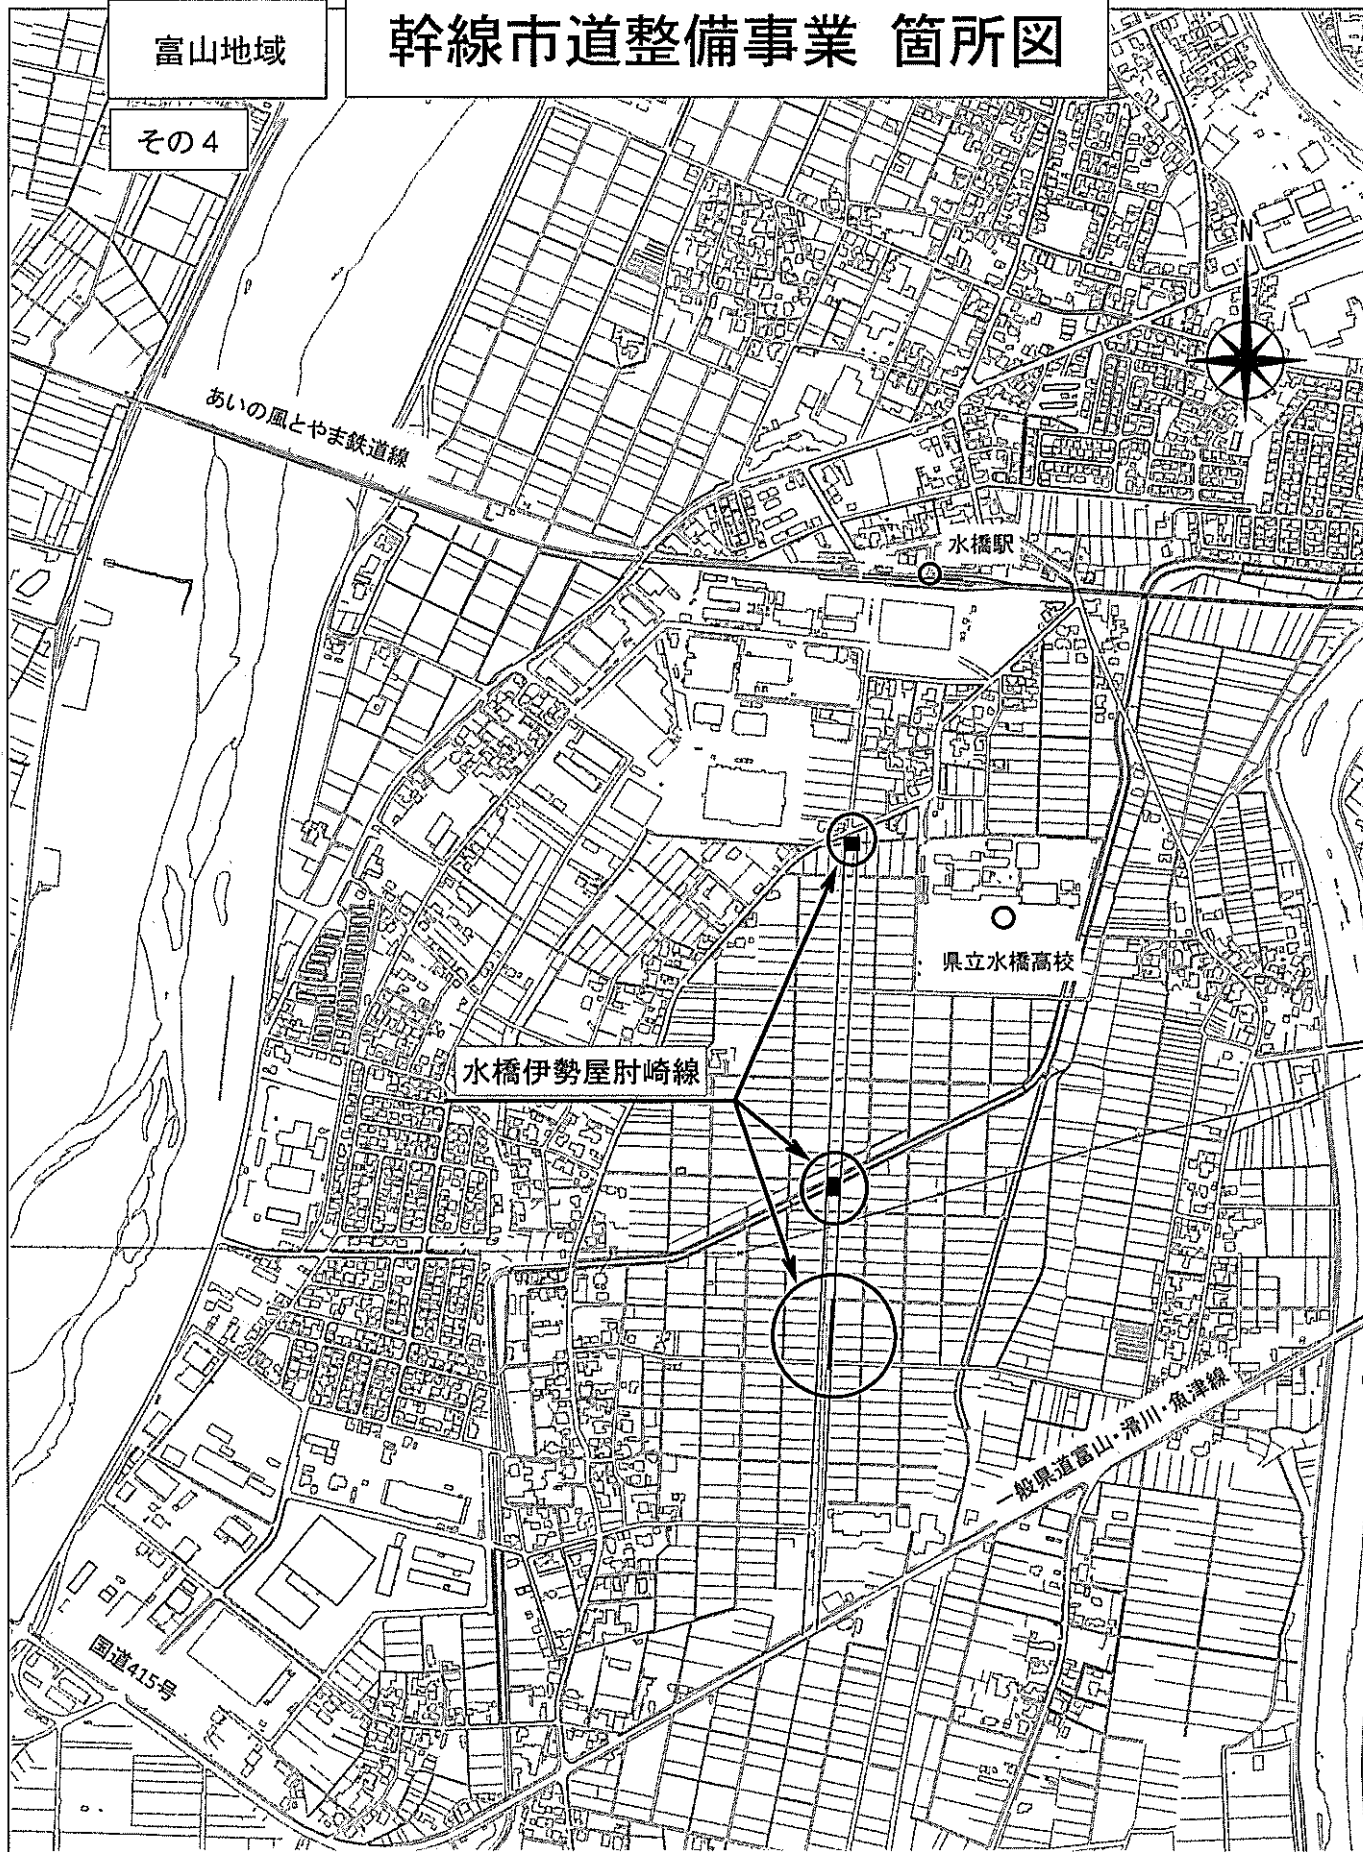 富山地域
幹線市道整備事業 箇所図
その4
N
あいの風とやま鉄道線
水橋駅
県立水橋高校
水橋伊勢屋肘崎線
一般県道富山・滑川・魚津線
国道415号